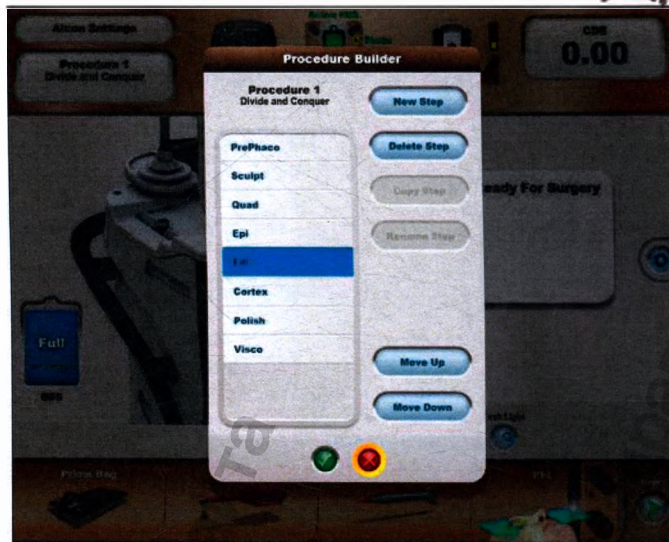 Alcon Settings
Procedure 1
Divide and Conquer
CDE
0.00
Procedure Builder
Procedure 1
Divide and Conquer
New Step
PrePhaco
Delete Step
Sculpt
Copy Step
Ready For Surgery
Quad
Epi
Rename Step
Cortex
Polish
Visco
Full
Move Up
Move Down